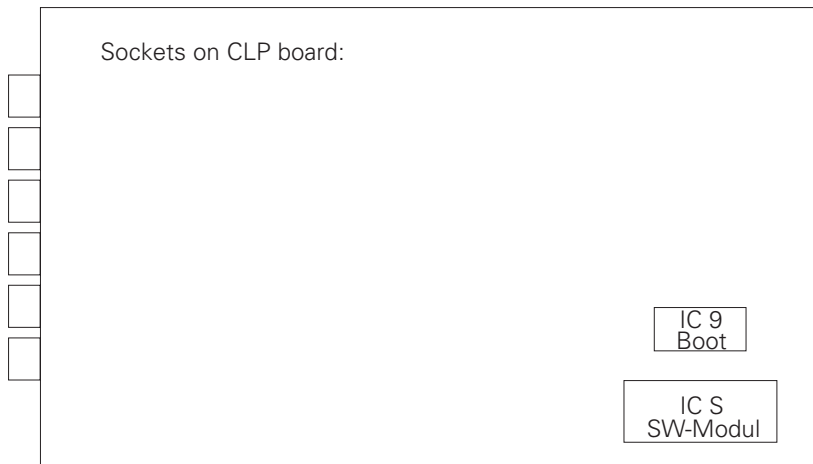 Sockets on CLP board:
IC 9
Boot
IC S
SW-Modul